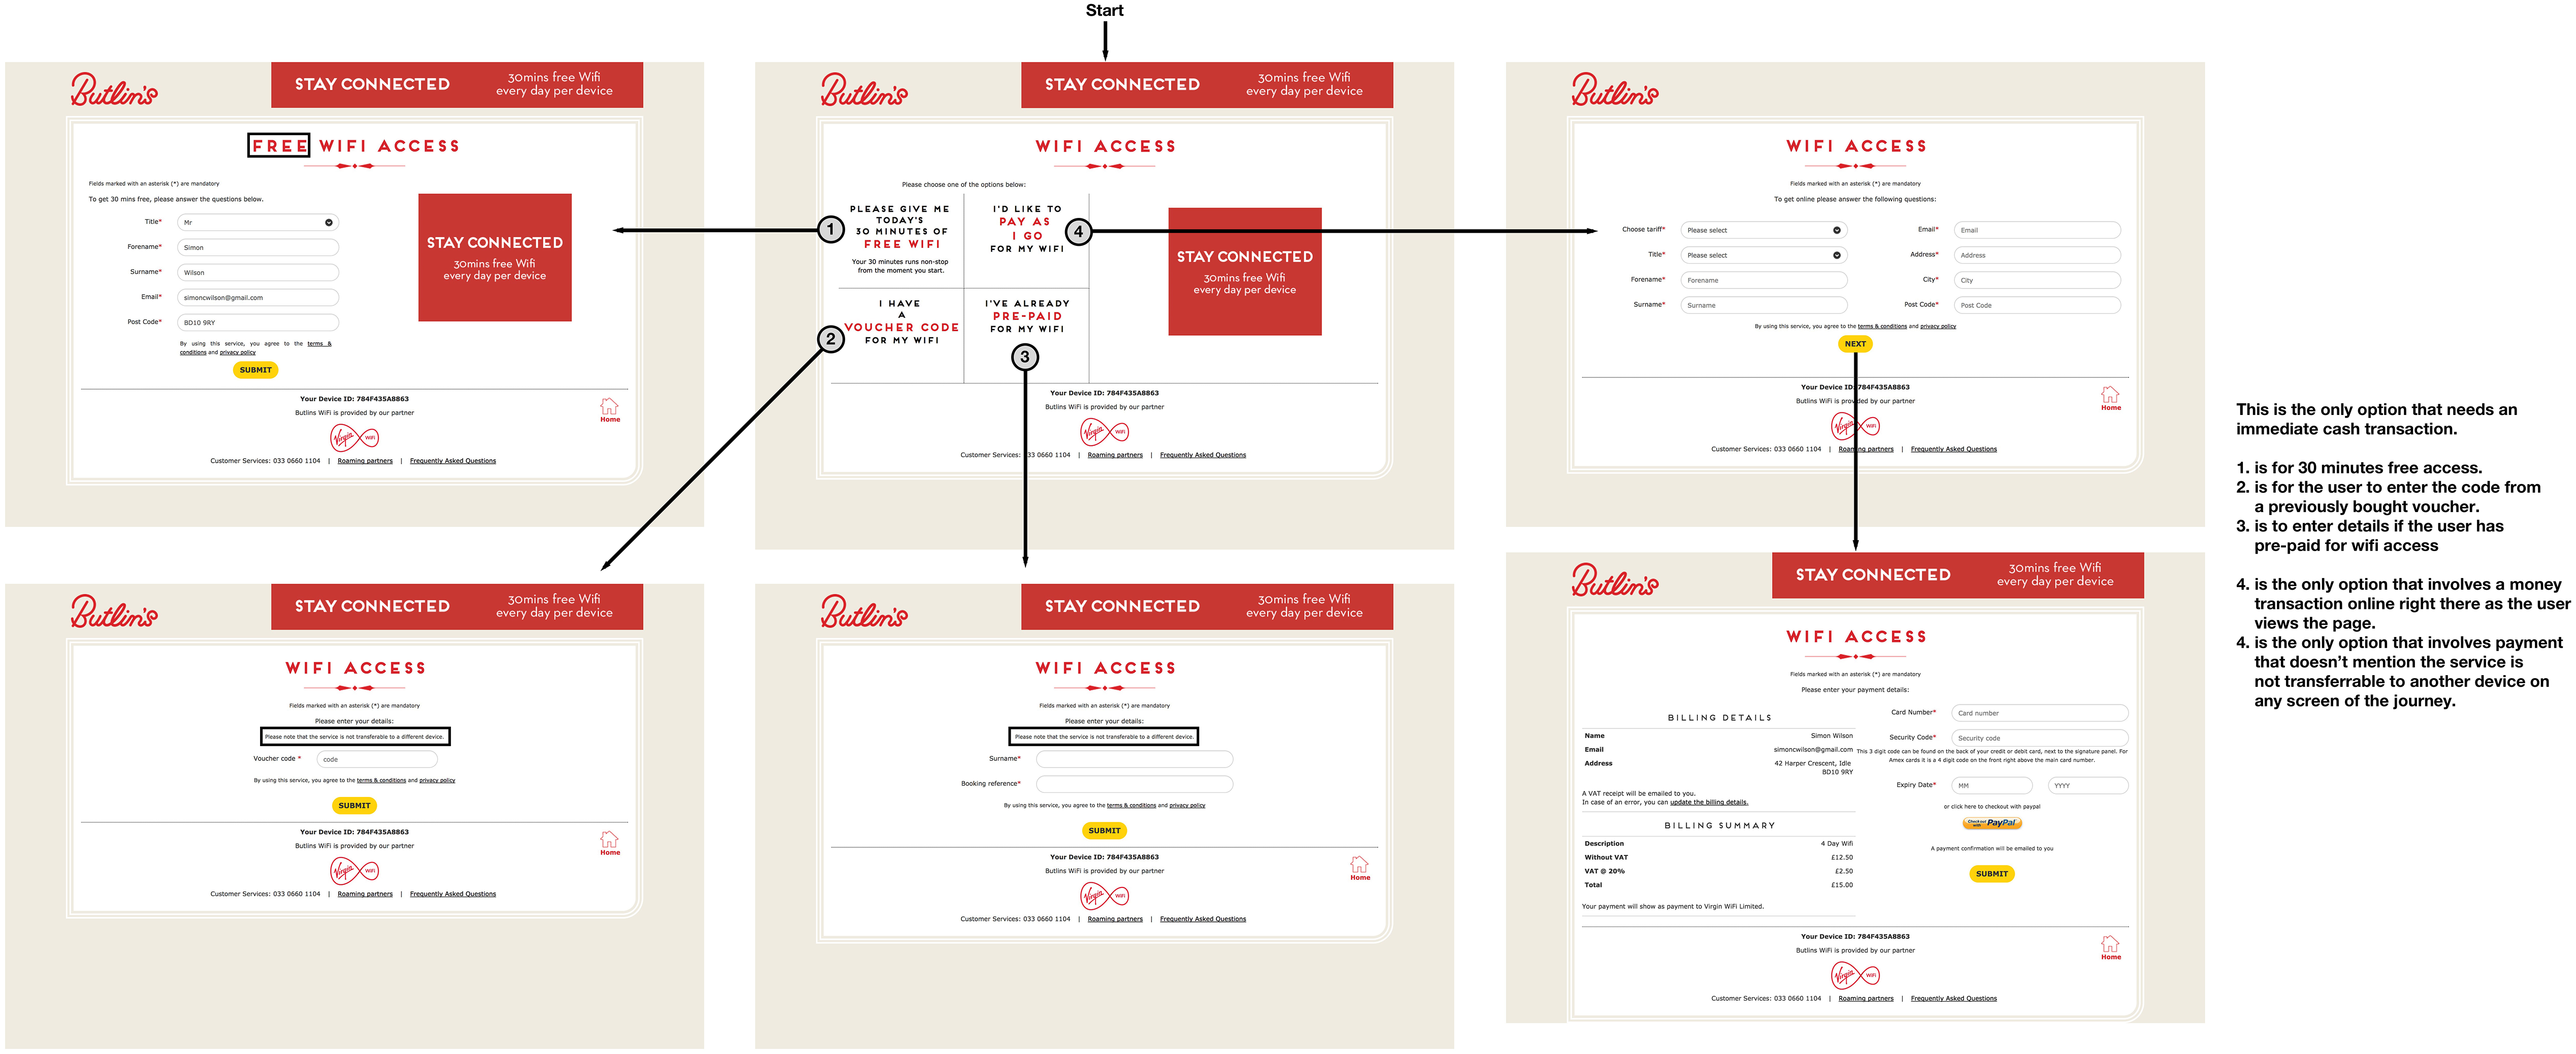 Start
Butlin's
STAY CONNECTED
30mins free Wifi
every day per device
FREE WIFI ACCESS
Fields marked with an asterisk (*) are mandatory
To get 30 mins free, please answer the questions below.
Title*
Mr
Forename*
Simon
Surname*
Wilson
Email*
simoncwilson@gmail.com
Post Code*
BD10 9RY
By using this service, you agree to the terms &
conditions and privacy policy
SUBMIT
STAY CONNECTED
30mins free Wifi
every day per device
Your Device ID: 784F435A8863
Butlins WiFi is provided by our partner
Virgin WiFi
Home
Customer Services: 033 0660 1104 | Roaming partners | Frequently Asked Questions
Butlin's
STAY CONNECTED
30mins free Wifi
every day per device
WIFI ACCESS
Please choose one of the options below:
1
PLEASE GIVE ME
TODAY'S
30 MINUTES OF
FREE WIFI
Your 30 minutes runs non-stop
from the moment you start.
I'D LIKE TO
PAY AS
I GO
FOR MY WIFI
4
2
I HAVE
A
VOUCHER CODE
FOR MY WIFI
I'VE ALREADY
PRE-PAID
FOR MY WIFI
3
STAY CONNECTED
30mins free Wifi
every day per device
Your Device ID: 784F435A8863
Butlins WiFi is provided by our partner
Virgin WiFi
Customer Services: 033 0660 1104 | Roaming partners | Frequently Asked Questions
Butlin's
WIFI ACCESS
Fields marked with an asterisk (*) are mandatory
To get online please answer the following questions:
Choose tariff*
Please select
Title*
Please select
Forename*
Forename
Surname*
Surname
Email*
Email
Address*
Address
City*
City
Post Code*
Post Code
By using this service, you agree to the terms & conditions and privacy policy
NEXT
Your Device ID: 784F435A8863
Butlins WiFi is provided by our partner
Virgin WiFi
Home
Customer Services: 033 0660 1104 | Roaming partners | Frequently Asked Questions
Butlin's
STAY CONNECTED
30mins free Wifi
every day per device
WIFI ACCESS
Fields marked with an asterisk (*) are mandatory
Please enter your details:
Please note that the service is not transferable to a different device.
Voucher code *
code
By using this service, you agree to the terms & conditions and privacy policy
SUBMIT
Your Device ID: 784F435A8863
Butlins WiFi is provided by our partner
Virgin WiFi
Home
Customer Services: 033 0660 1104 | Roaming partners | Frequently Asked Questions
Butlin's
STAY CONNECTED
30mins free Wifi
every day per device
WIFI ACCESS
Fields marked with an asterisk (*) are mandatory
Please enter your details:
Please note that the service is not transferable to a different device.
Surname*
Booking reference*
By using this service, you agree to the terms & conditions and privacy policy
SUBMIT
Your Device ID: 784F435A8863
Butlins WiFi is provided by our partner
Virgin WiFi
Home
Customer Services: 033 0660 1104 | Roaming partners | Frequently Asked Questions
Butlin's
STAY CONNECTED
30mins free Wifi
every day per device
WIFI ACCESS
Fields marked with an asterisk (*) are mandatory
Please enter your payment details:
BILLING DETAILS
Name Simon Wilson
Email simoncwilson@gmail.com
Address 42 Harper Crescent, Idle
BD10 9RY
A VAT receipt will be emailed to you.
In case of an error, you can update the billing details.
BILLING SUMMARY
Description 4 Day Wifi
Without VAT £12.50
VAT @ 20% £2.50
Total £15.00
Your payment will show as payment to Virgin WiFi Limited.
Card Number*
Card number
Security Code*
Security code
This 3 digit code can be found on the back of your credit or debit card, next to the signature panel. For
Amex cards it is a 4 digit code on the front right above the main card number.
Expiry Date*
MM
YYYY
or click here to checkout with paypal
Check out with PayPal
A payment confirmation will be emailed to you
SUBMIT
Your Device ID: 784F435A8863
Butlins WiFi is provided by our partner
Virgin WiFi
Home
Customer Services: 033 0660 1104 | Roaming partners | Frequently Asked Questions
This is the only option that needs an
immediate cash transaction.
1. is for 30 minutes free access.
2. is for the user to enter the code from
a previously bought voucher.
3. is to enter details if the user has
pre-paid for wifi access
4. is the only option that involves a money
transaction online right there as the user
views the page.
4. is the only option that involves payment
that doesn't mention the service is
not transferrable to another device on
any screen of the journey.